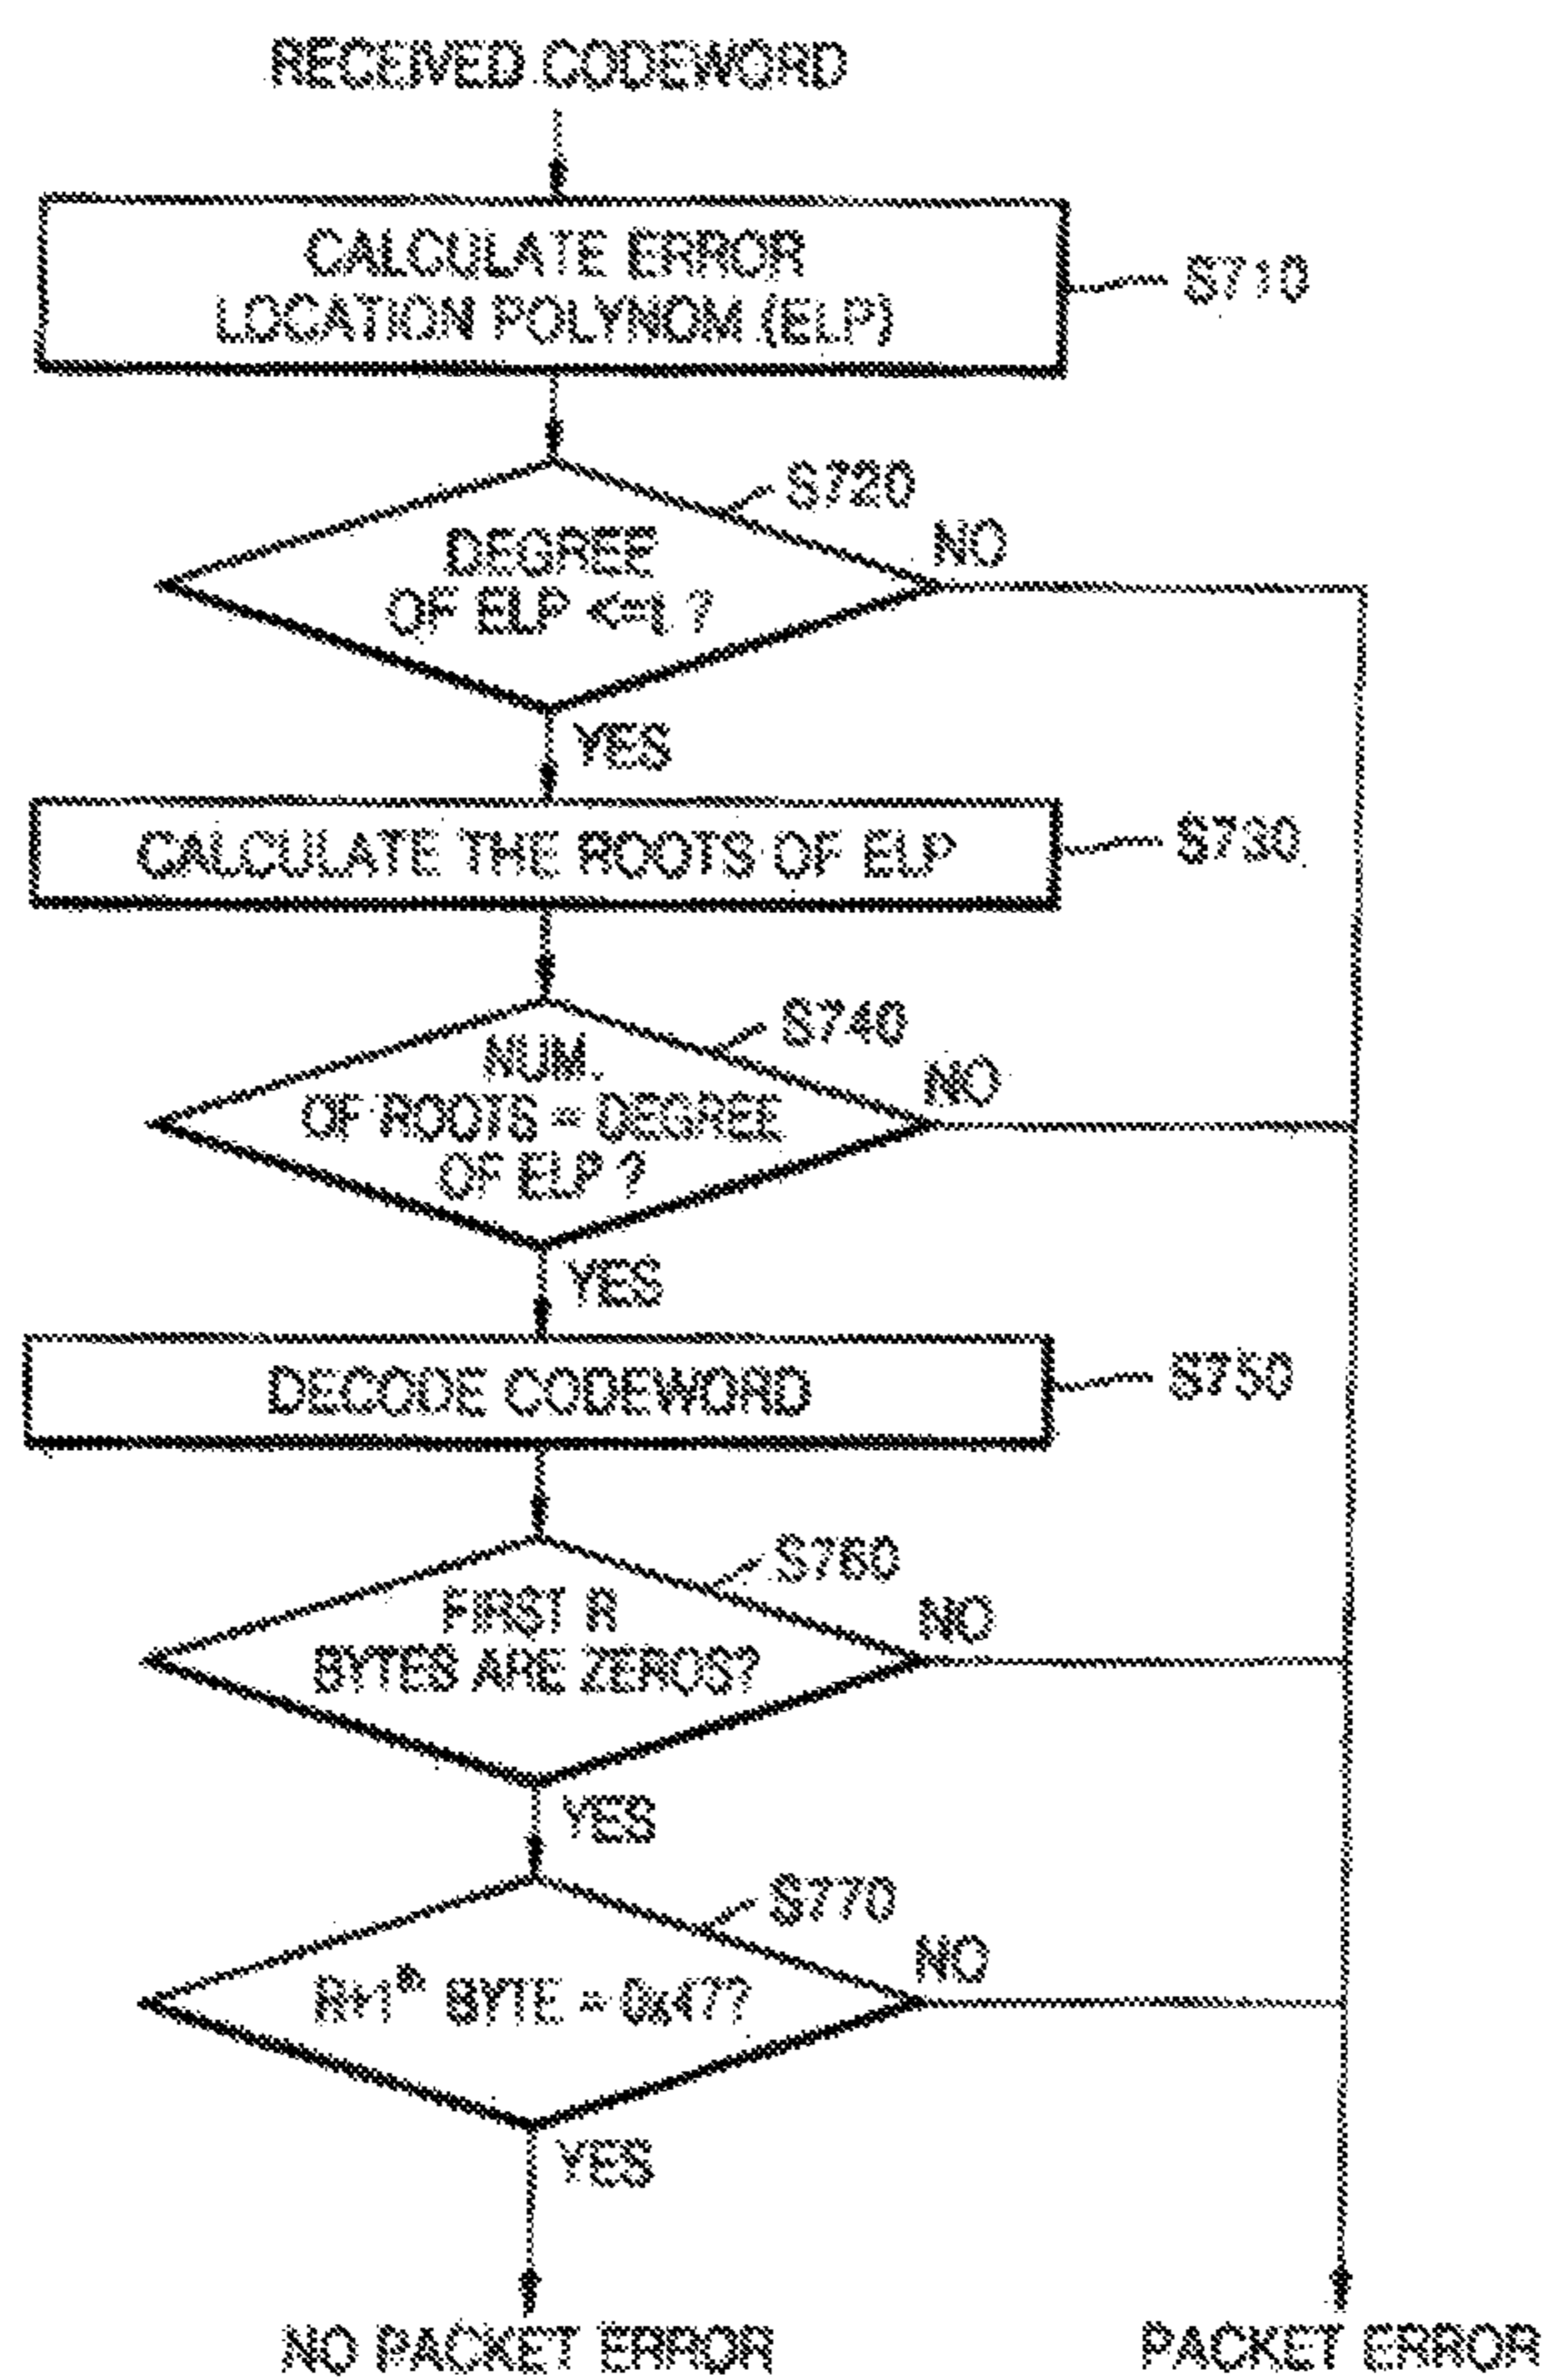 RECEIVED CODEWORD
CALCULATE ERROR
LOCATION POLYNOM (ELP)
S710
S720
DEGREE
OF ELP <=t ?
NO
YES
CALCULATE THE ROOTS OF ELP
S730
S740
NUM.
OF ROOTS = DEGREE
OF ELP ?
NO
YES
DECODE CODEWORD
S750
S760
FIRST R
BYTES ARE ZEROS?
NO
YES
S770
R+1th BYTE = 0x47?
NO
YES
NO PACKET ERROR
PACKET ERROR